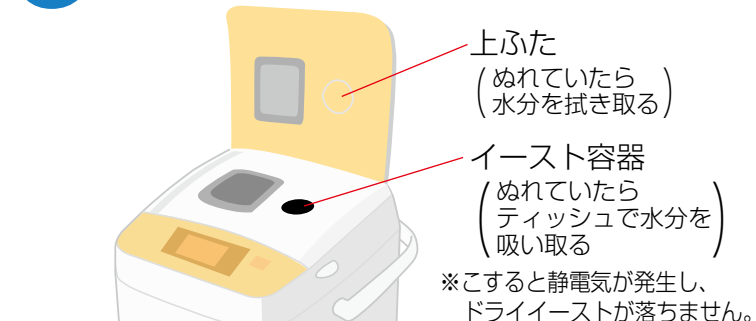 上ふた
(ぬれていたら
水分を拭き取る)
イースト容器
(ぬれていたら
ティッシュで水分を
吸い取る)
※こすると静電気が発生し、
ドライイーストが落ちません。